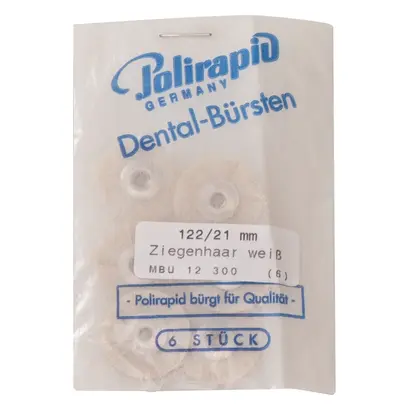 Polirapid
GERMANY
Dental-Bürsten
122/21 mm
Ziegenhaar weiß
MBU 12 300 (6)
- Polirapid bürgt für Qualität -
6 STÜCK